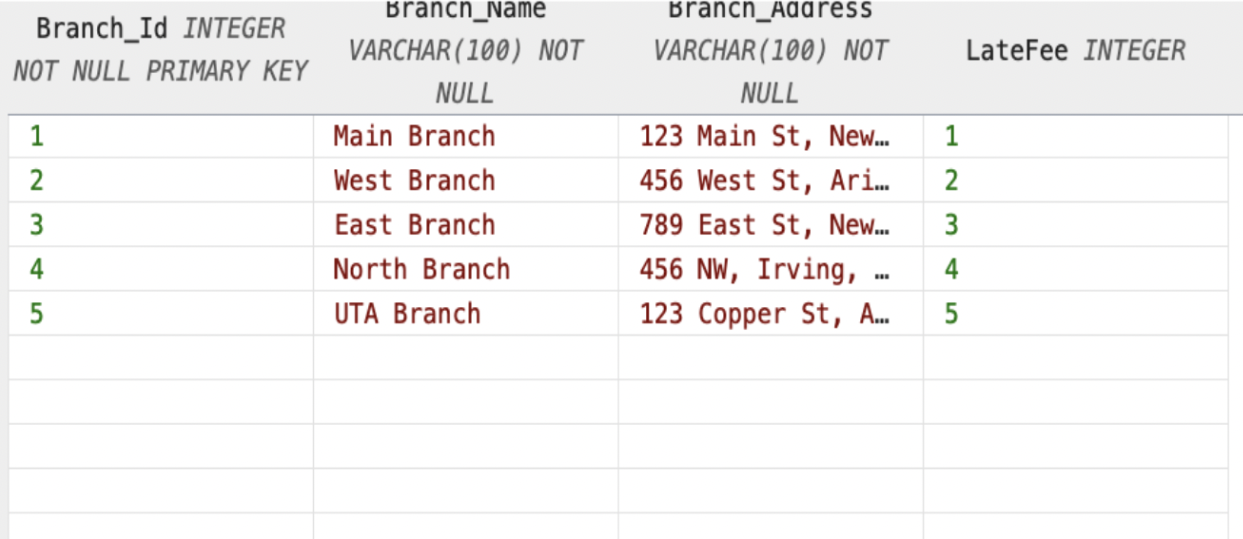 Branch_Id INTEGER NOT NULL PRIMARY KEY
Branch_Name VARCHAR(100) NOT NULL
Branch_Address VARCHAR(100) NOT NULL
LateFee INTEGER
1 Main Branch 123 Main St, New… 1
2 West Branch 456 West St, Ari… 2
3 East Branch 789 East St, New… 3
4 North Branch 456 NW, Irving, … 4
5 UTA Branch 123 Copper St, A… 5